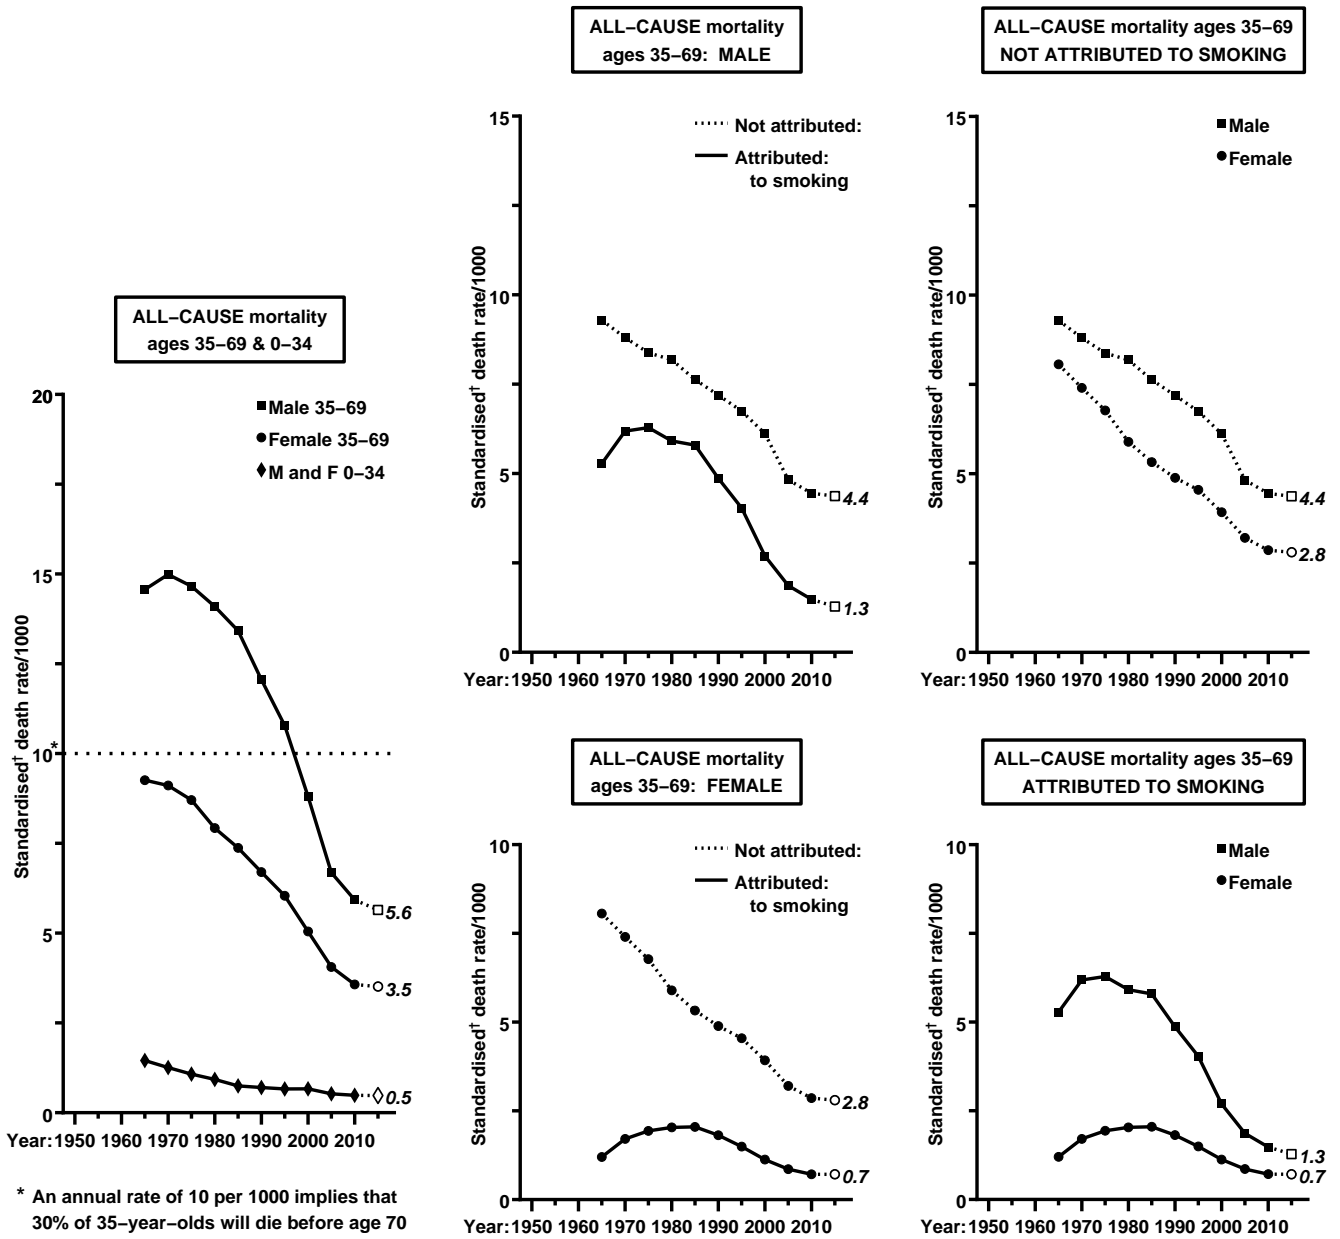 ALL−CAUSE mortality
ages 35−69 & 0−34
Standardised† death rate/1000
20
15
10*
5
0
Male 35−69
Female 35−69
M and F 0−34
5.6
3.5
0.5
Year: 1950 1960 1970 1980 1990 2000 2010
* An annual rate of 10 per 1000 implies that
30% of 35−year−olds will die before age 70
ALL−CAUSE mortality
ages 35−69: MALE
Standardised† death rate/1000
15
10
5
0
Not attributed:
Attributed:
to smoking
4.4
1.3
Year: 1950 1960 1970 1980 1990 2000 2010
ALL−CAUSE mortality ages 35−69
NOT ATTRIBUTED TO SMOKING
Standardised† death rate/1000
15
10
5
0
Male
Female
4.4
2.8
Year: 1950 1960 1970 1980 1990 2000 2010
ALL−CAUSE mortality
ages 35−69: FEMALE
Standardised† death rate/1000
10
5
0
Not attributed:
Attributed:
to smoking
2.8
0.7
Year: 1950 1960 1970 1980 1990 2000 2010
ALL−CAUSE mortality ages 35−69
ATTRIBUTED TO SMOKING
Standardised† death rate/1000
10
5
0
Male
Female
1.3
0.7
Year: 1950 1960 1970 1980 1990 2000 2010